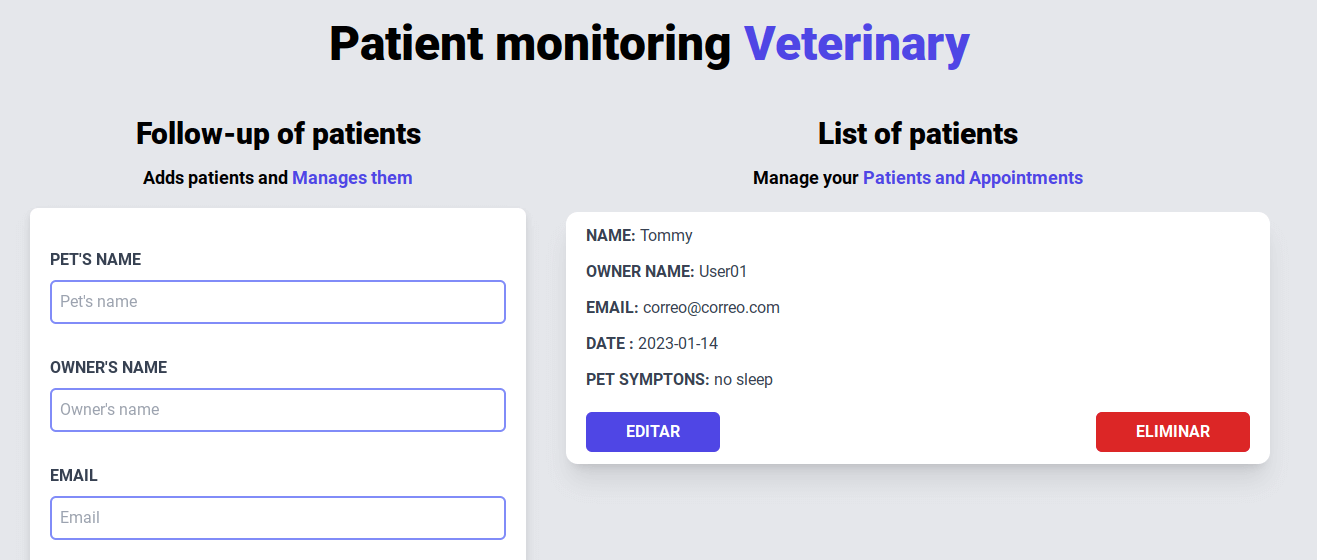 Patient monitoring Veterinary
Follow-up of patients
Adds patients and Manages them
PET'S NAME
Pet's name
OWNER'S NAME
Owner's name
EMAIL
Email
List of patients
Manage your Patients and Appointments
NAME: Tommy
OWNER NAME: User01
EMAIL: correo@correo.com
DATE : 2023-01-14
PET SYMPTONS: no sleep
EDITAR
ELIMINAR